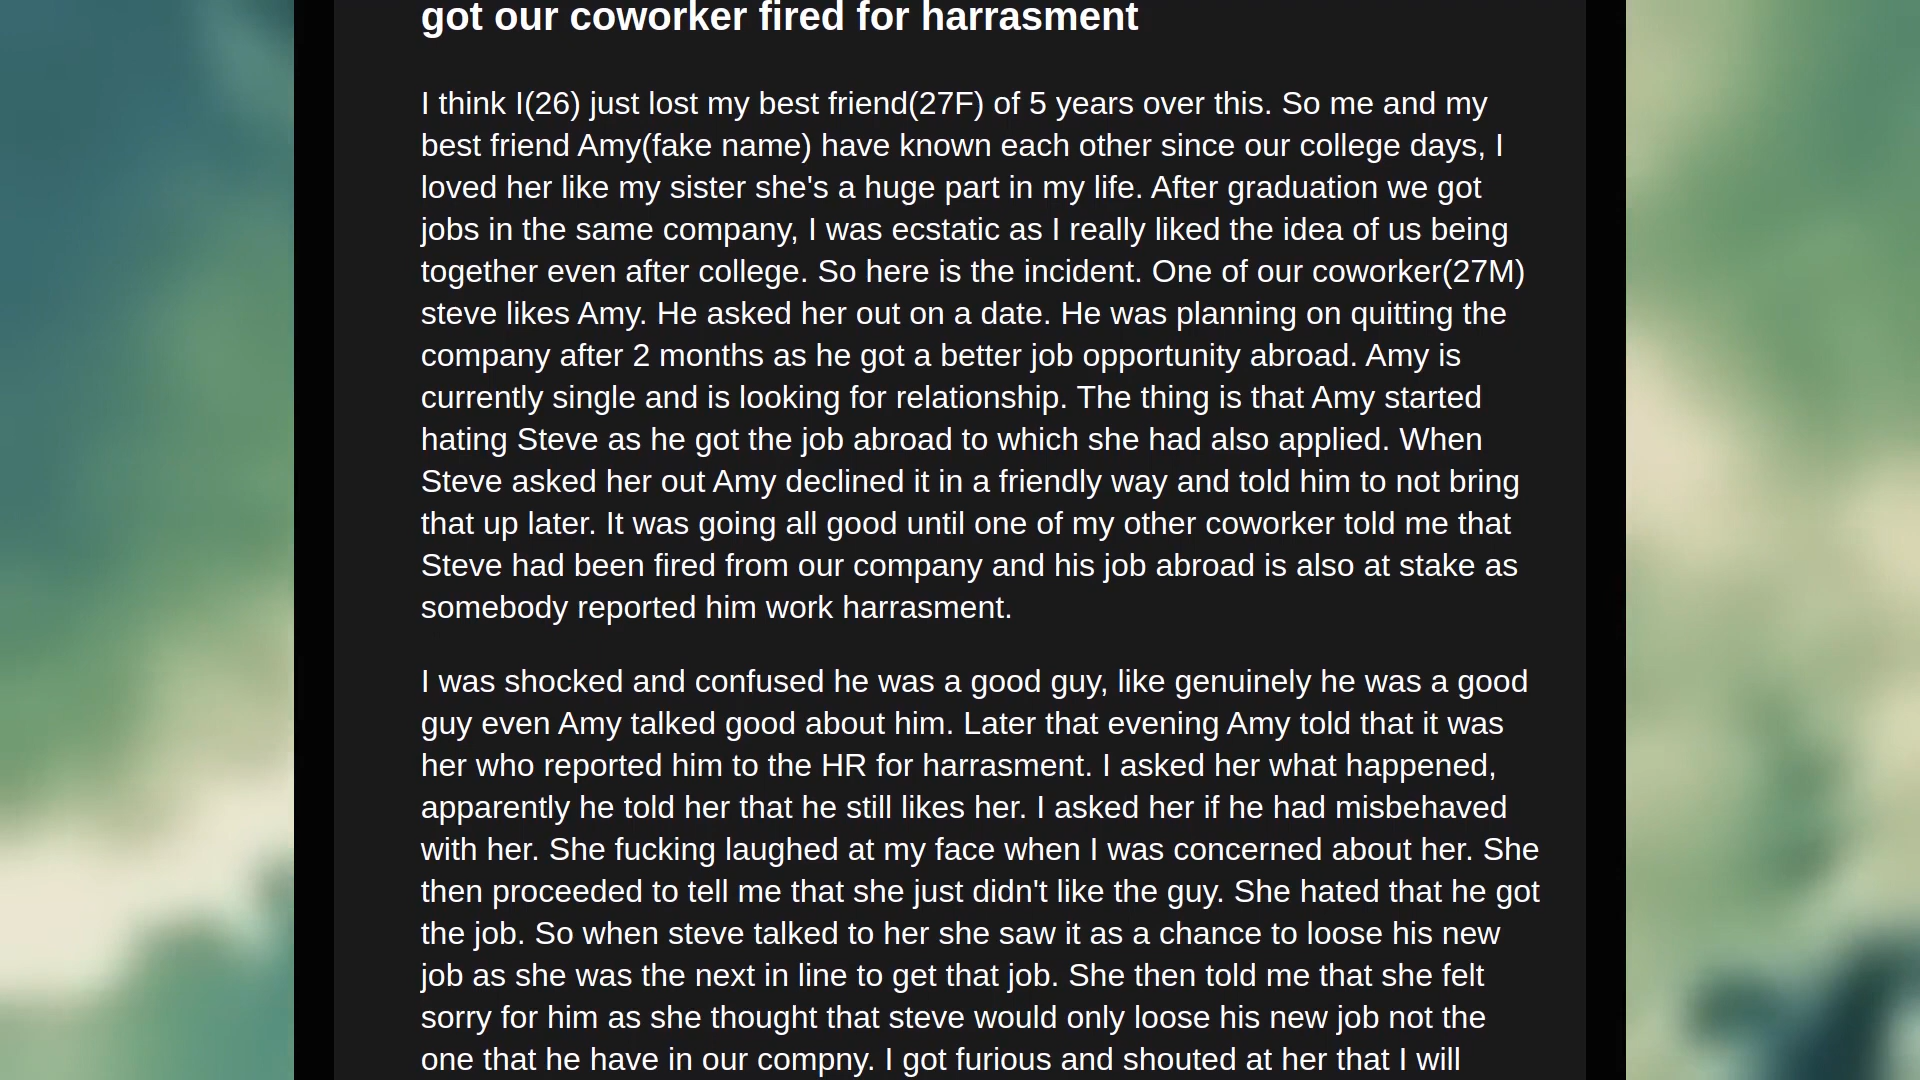 got our coworker fired for harrasment
I think I(26) just lost my best friend(27F) of 5 years over this. So me and my
best friend Amy(fake name) have known each other since our college days, I
loved her like my sister she's a huge part in my life. After graduation we got
jobs in the same company, I was ecstatic as I really liked the idea of us being
together even after college. So here is the incident. One of our coworker(27M)
steve likes Amy. He asked her out on a date. He was planning on quitting the
company after 2 months as he got a better job opportunity abroad. Amy is
currently single and is looking for relationship. The thing is that Amy started
hating Steve as he got the job abroad to which she had also applied. When
Steve asked her out Amy declined it in a friendly way and told him to not bring
that up later. It was going all good until one of my other coworker told me that
Steve had been fired from our company and his job abroad is also at stake as
somebody reported him work harrasment.
I was shocked and confused he was a good guy, like genuinely he was a good
guy even Amy talked good about him. Later that evening Amy told that it was
her who reported him to the HR for harrasment. I asked her what happened,
apparently he told her that he still likes her. I asked her if he had misbehaved
with her. She fucking laughed at my face when I was concerned about her. She
then proceeded to tell me that she just didn't like the guy. She hated that he got
the job. So when steve talked to her she saw it as a chance to loose his new
job as she was the next in line to get that job. She then told me that she felt
sorry for him as she thought that steve would only loose his new job not the
one that he have in our compny. I got furious and shouted at her that I will